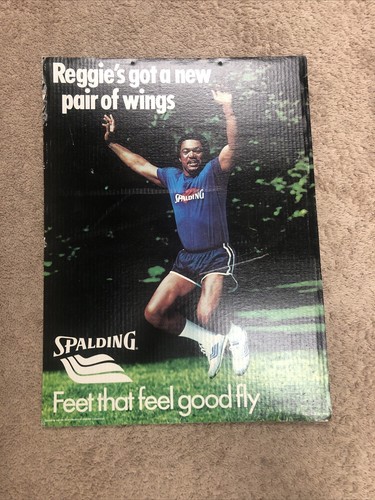 Reggie's got a new
pair of wings
SPALDING
SPALDING
Feet that feel good fly